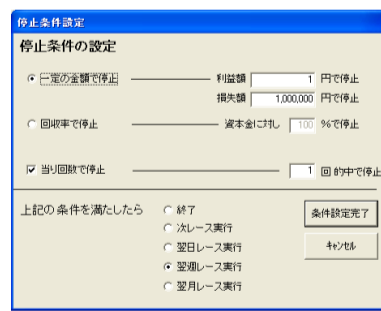 停止条件設定
停止条件の設定
一定の金額で停止 利益額 1 円で停止
損失額 1,000,000 円で停止
回収率で停止 資本金に対し 100 %で停止
当り回数で停止 1 回 的中で停止
上記の 条件を満たしたら
終了
次レース実行
翌日レース実行
翌週レース実行
翌月レース実行
条件設定完了
キャンセル